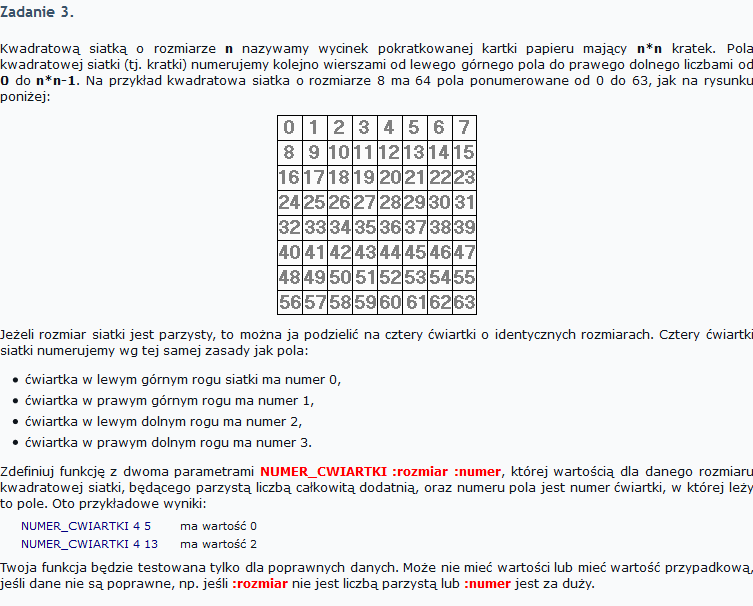 Zadanie 3.
Kwadratową siatką o rozmiarze n nazywamy wycinek pokratkowanej kartki papieru mający n*n kratek. Pola
kwadratowej siatki (tj. kratki) numerujemy kolejno wierszami od lewego górnego pola do prawego dolnego liczbami od
0 do n*n-1. Na przykład kwadratowa siatka o rozmiarze 8 ma 64 pola ponumerowane od 0 do 63, jak na rysunku
poniżej:
0 1 2 3 4 5 6 7
8 9 10 11 12 13 14 15
16 17 18 19 20 21 22 23
24 25 26 27 28 29 30 31
32 33 34 35 36 37 38 39
40 41 42 43 44 45 46 47
48 49 50 51 52 53 54 55
56 57 58 59 60 61 62 63
Jeżeli rozmiar siatki jest parzysty, to można ja podzielić na cztery ćwiartki o identycznych rozmiarach. Cztery ćwiartki
siatki numerujemy wg tej samej zasady jak pola:
• ćwiartka w lewym górnym rogu siatki ma numer 0,
• ćwiartka w prawym górnym rogu ma numer 1,
• ćwiartka w lewym dolnym rogu ma numer 2,
• ćwiartka w prawym dolnym rogu ma numer 3.
Zdefiniuj funkcję z dwoma parametrami NUMER_CWIARTKI :rozmiar :numer, której wartością dla danego rozmiaru
kwadratowej siatki, będącego parzystą liczbą całkowitą dodatnią, oraz numeru pola jest numer ćwiartki, w której leży
to pole. Oto przykładowe wyniki:
NUMER_CWIARTKI 4 5 ma wartość 0
NUMER_CWIARTKI 4 13 ma wartość 2
Twoja funkcja będzie testowana tylko dla poprawnych danych. Może nie mieć wartości lub mieć wartość przypadkową,
jeśli dane nie są poprawne, np. jeśli :rozmiar nie jest liczbą parzystą lub :numer jest za duży.